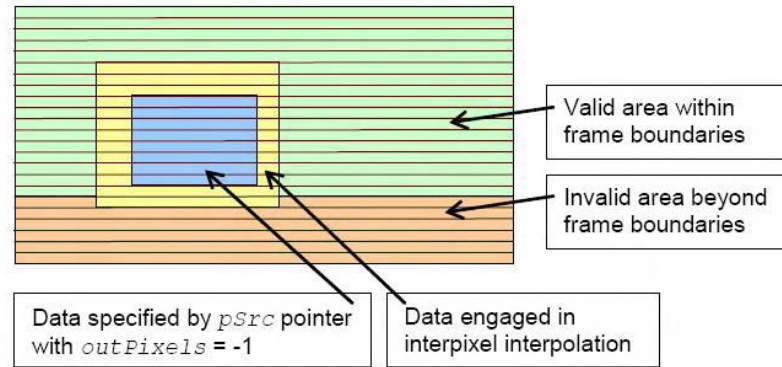 Valid area within
frame boundaries
Invalid area beyond
frame boundaries
Data specified by pSrc pointer
with outPixels = -1
Data engaged in
interpixel interpolation